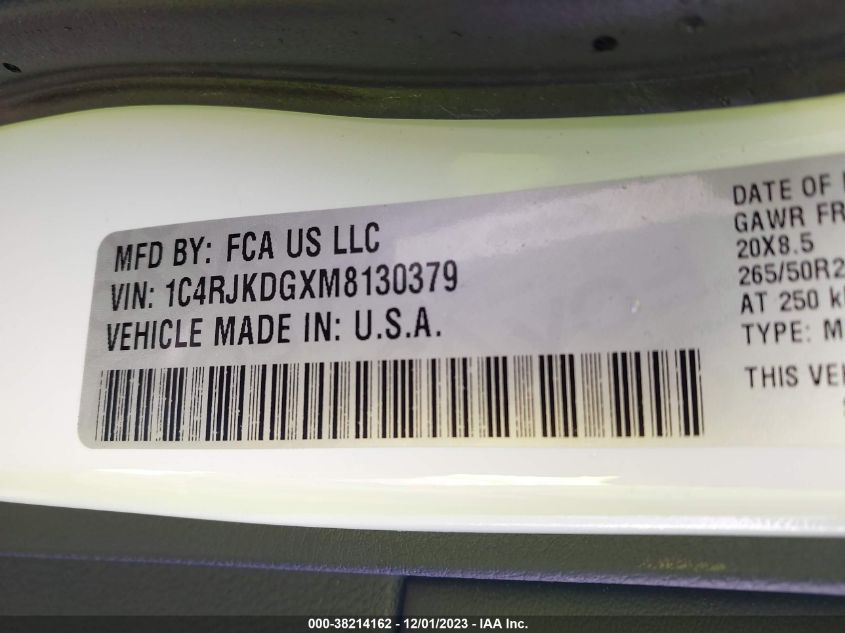 MFD BY: FCA US LLC
VIN: 1C4RJKDGXM8130379
VEHICLE MADE IN: U.S.A.
DATE OF
GAWR FR
20X8.5
265/50R2
AT 250
TYPE: M
THIS VE
000-38214162 - 12/01/2023 - IAA Inc.